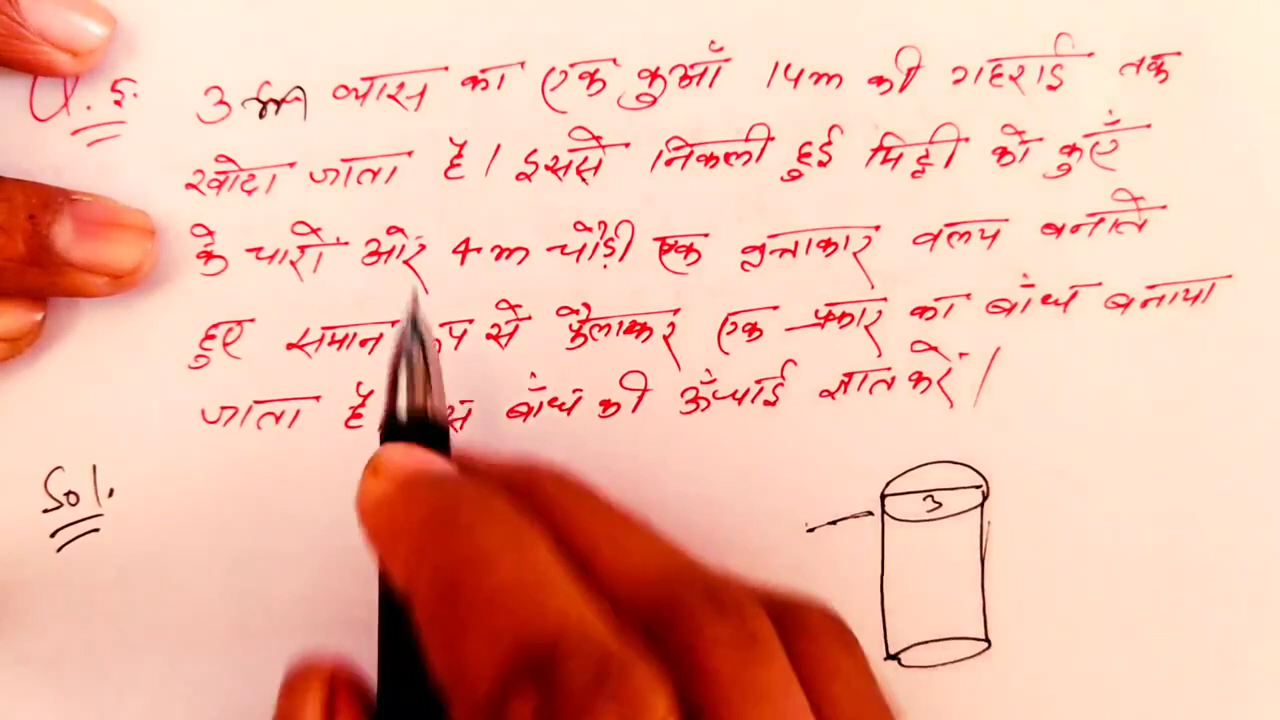 Q.5. 3 m व्यास का एक कुआँ 14m की गहराई तक
खोदा जाता है। इससे निकली हुई मिट्टी को कुएँ
के चारों ओर 4m चौड़ी एक वृत्ताकार वलय बनाते
हुए समान से फैलाकर एक प्रकार का बाँध बनाया
जाता है बाँध की ऊँचाई ज्ञात करें।
Sol.
3